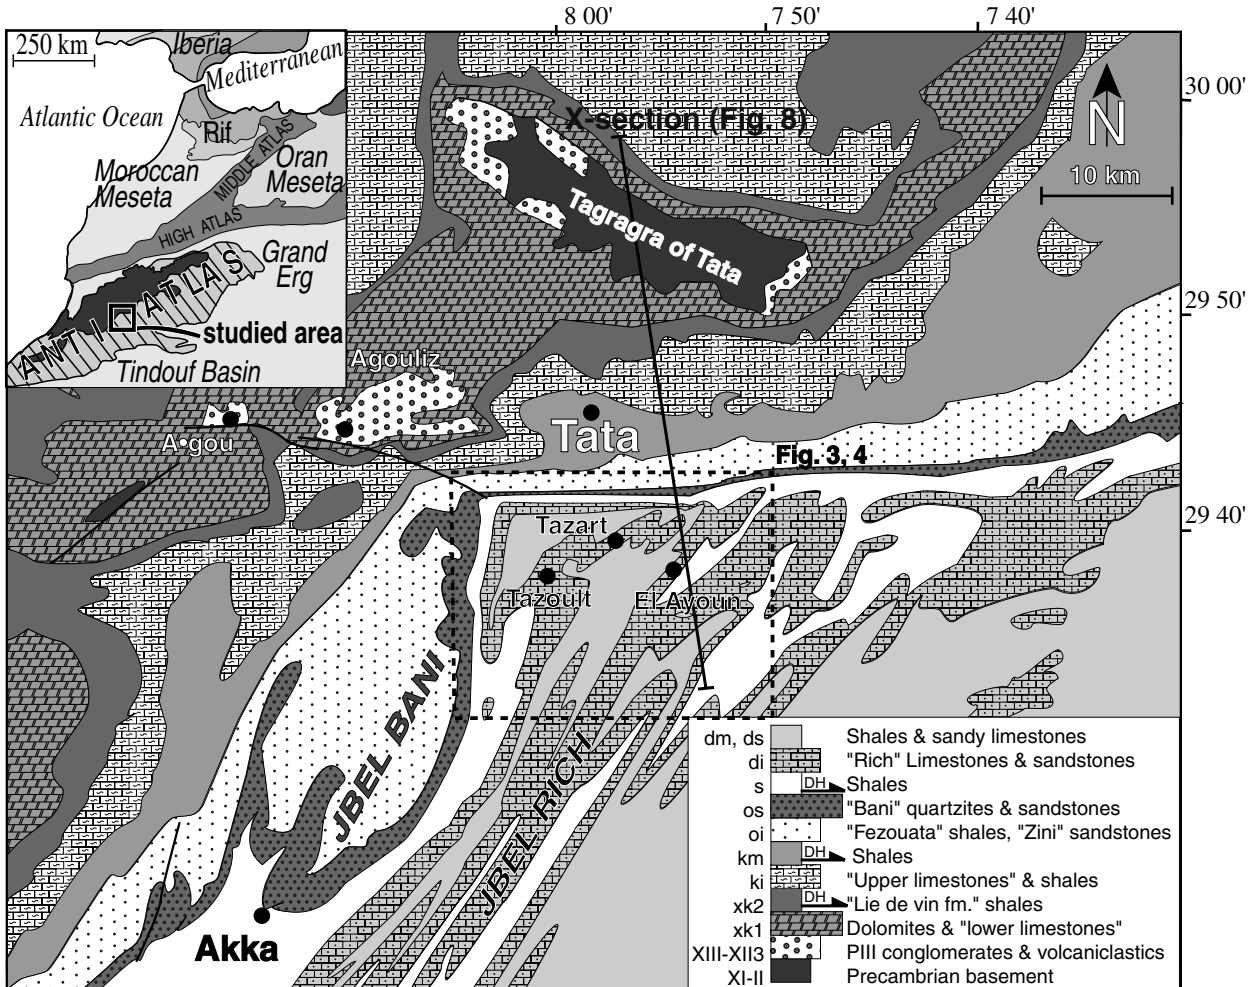 8 00'
7 50'
7 40'
250 km
Iberia
Mediterranean
Atlantic Ocean
Rif
MIDDLE ATLAS
Oran
Meseta
Moroccan
Meseta
HIGH ATLAS
Grand
Erg
ANTI ATLAS
studied area
Tindouf Basin
X-section (Fig. 8)
N
10 km
30 00'
29 50'
29 40'
Tagragra of Tata
Agouliz
A•gou
Tata
Fig. 3, 4
Tazart
Tazoult
El Ayoun
JBEL BANI
JBEL RICH
Akka
dm, ds Shales & sandy limestones
di "Rich" Limestones & sandstones
s DH Shales
os "Bani" quartzites & sandstones
oi "Fezouata" shales, "Zini" sandstones
km DH Shales
ki "Upper limestones" & shales
xk2 DH "Lie de vin fm." shales
xk1 Dolomites & "lower limestones"
XIII-XII3 PIII conglomerates & volcaniclastics
XI-II Precambrian basement